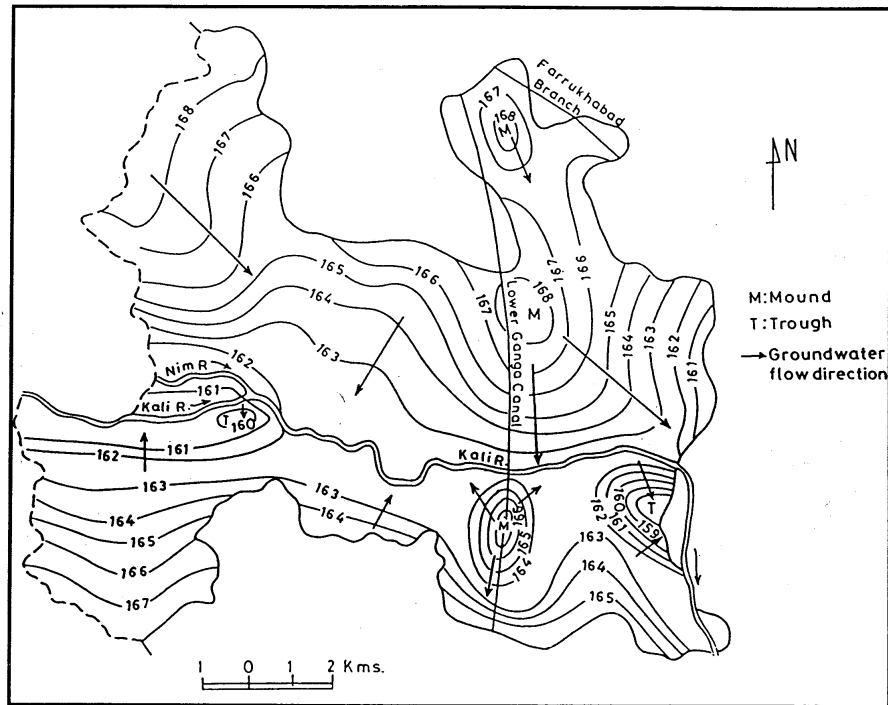 Farrukhabad
Branch
167
168
M
168
167
166
N
165
166
167
166
164
167
168
M
165
163
162
164
163
162
161
Lower Ganga Canal
M:Mound
T:Trough
Groundwater
flow direction
Nim R
161
Kali R.
T
160
161
162
Kali R.
163
163
164
164
165
166
167
M
166
165
164
162
160
161
159
T
163
164
165
1 0 1 2 Kms.